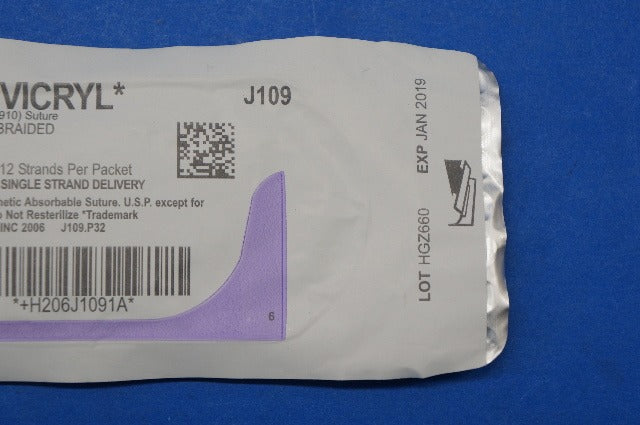 VICRYL*
J109
910) Suture
BRAIDED
12 Strands Per Packet
SINGLE STRAND DELIVERY
hetic Absorbable Suture. U.S.P. except for
o Not Resterilize *Trademark
INC 2006 J109.P32
*+H206J1091A*
6
LOT HGZ660 EXP JAN 2019